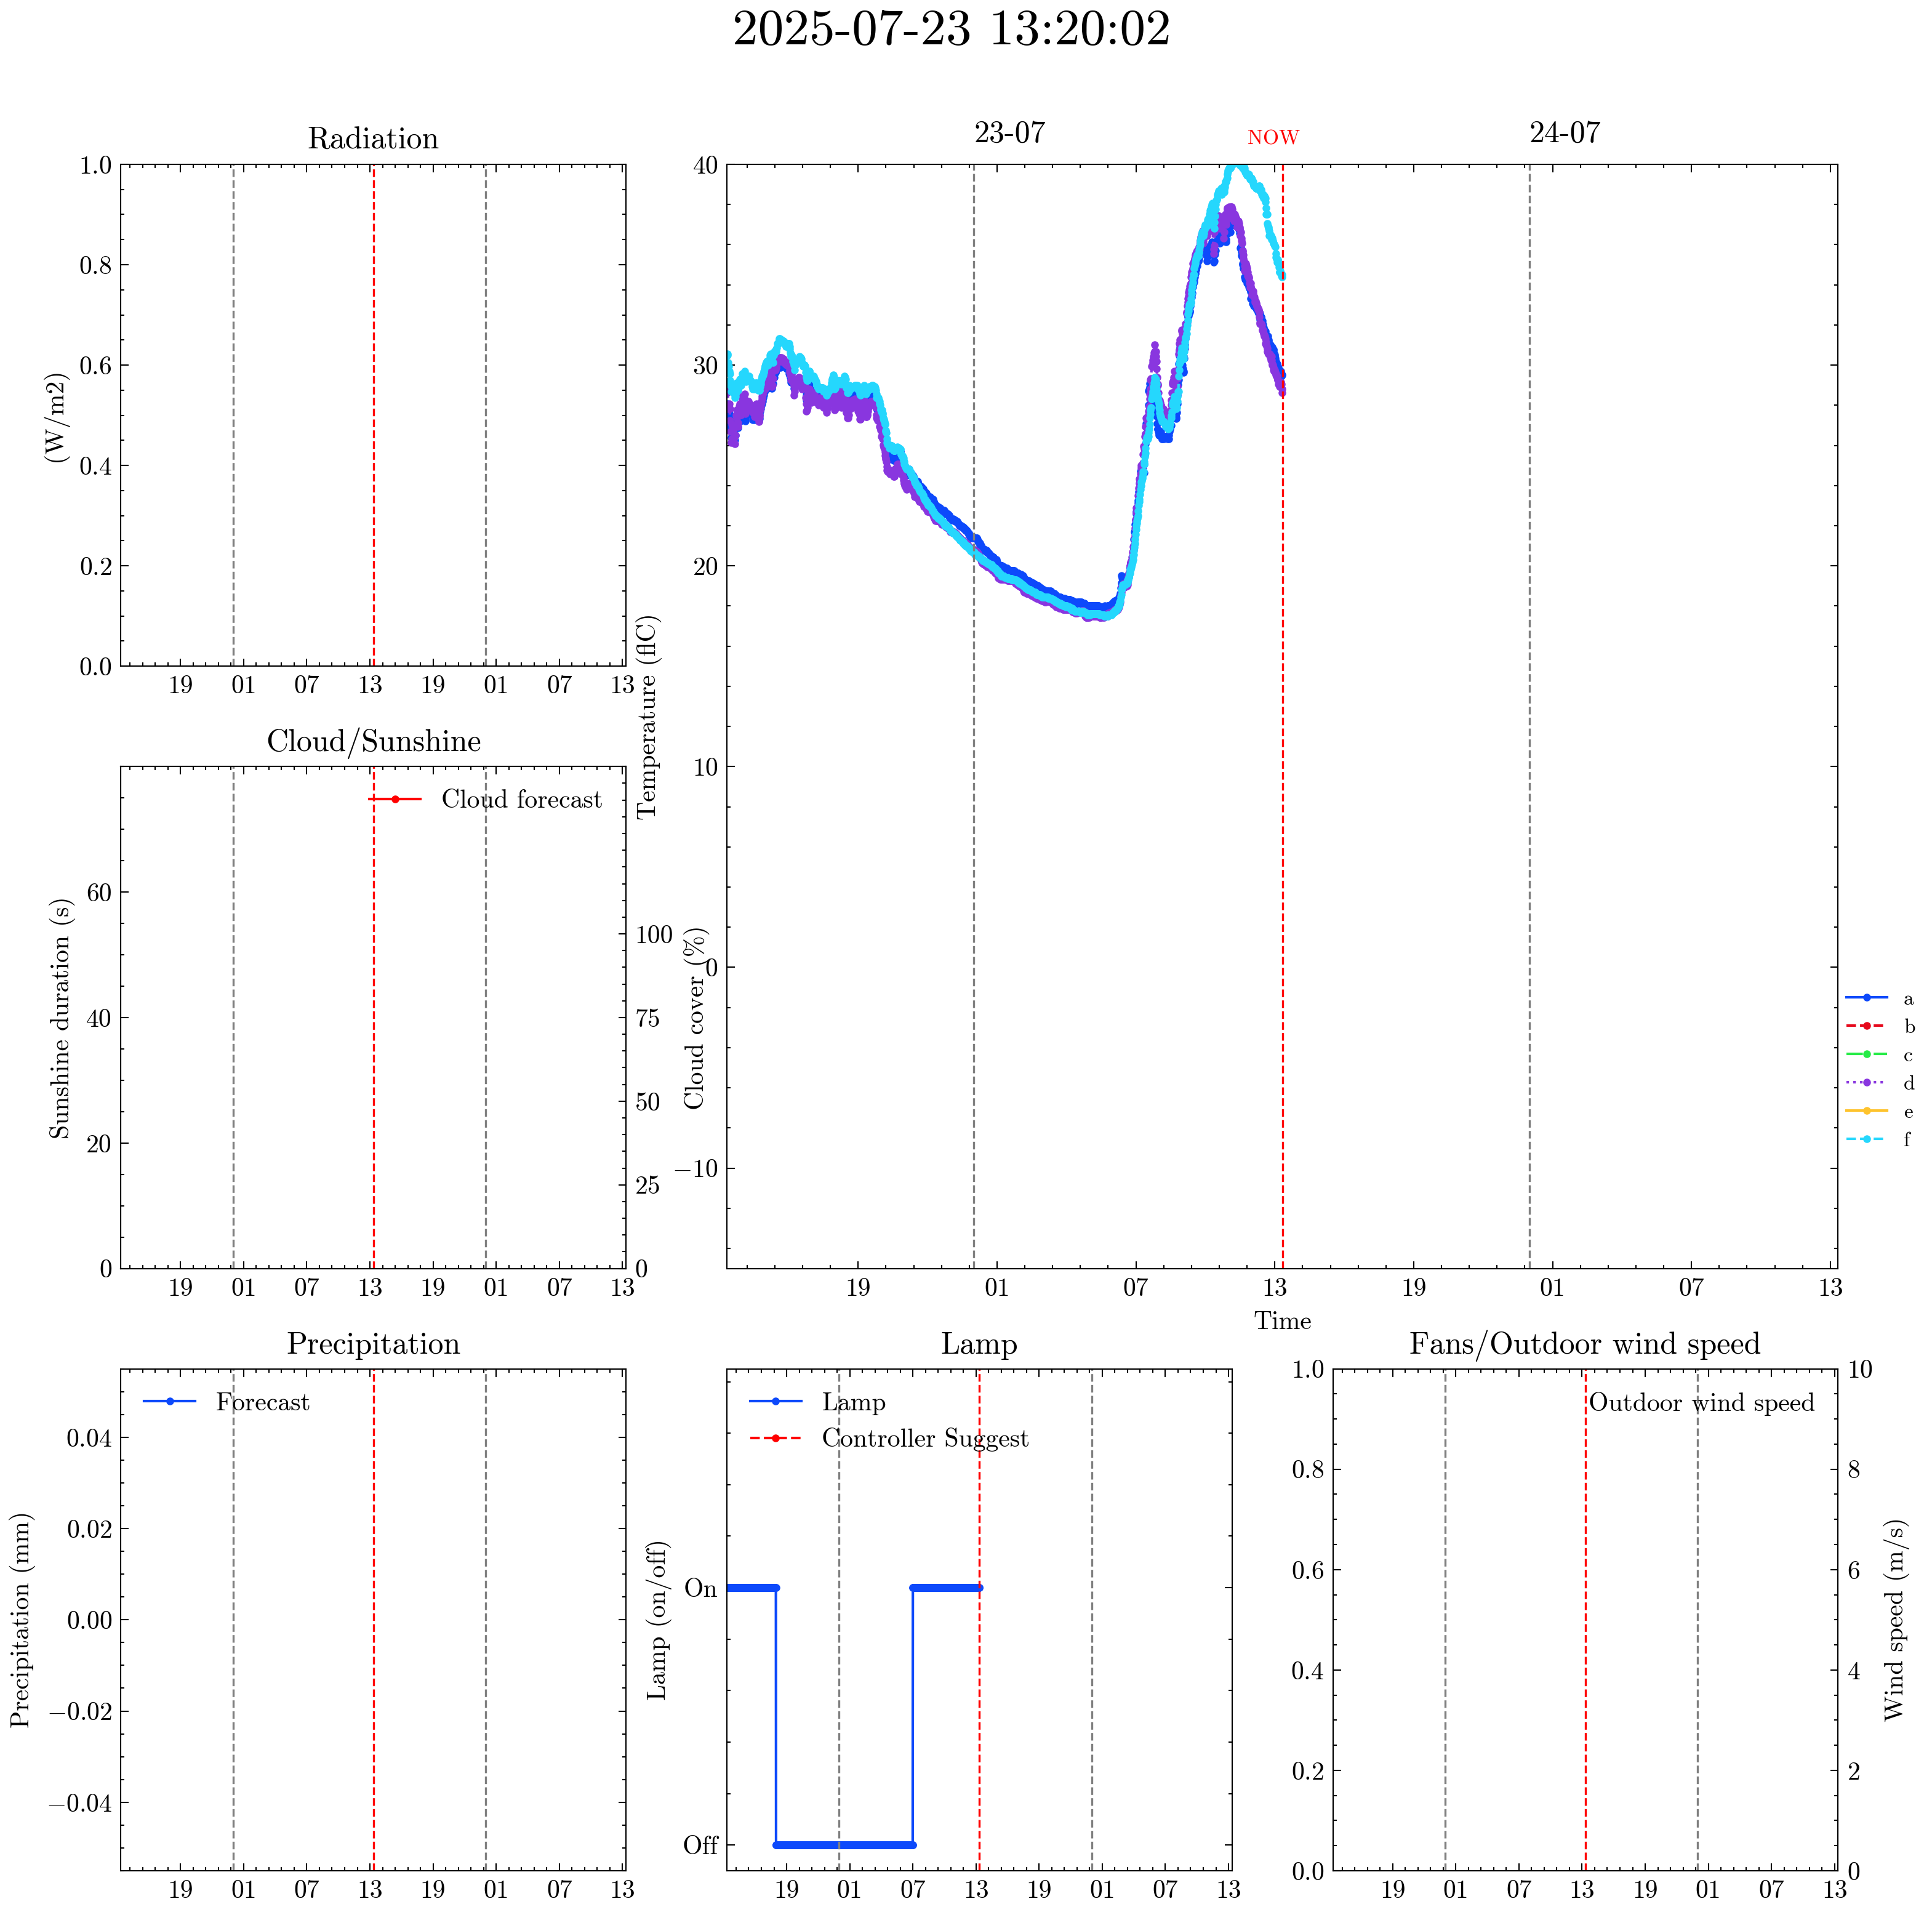 2025-07-23 13:20:02
Radiation
(W/m2)
1.0
0.8
0.6
0.4
0.2
0.0
19 01 07 13 19 01 07 13
23-07 NOW 24-07
Temperature (flC)
40
30
20
10
0
−10
19 01 07 13 19 01 07 13
Time
a
b
c
d
e
f
Cloud/Sunshine
Cloud forecast
Sunshine duration (s)
60
40
20
0
Cloud cover (%)
100
75
50
25
0
19 01 07 13 19 01 07 13
Precipitation
Forecast
Precipitation (mm)
0.04
0.02
0.00
−0.02
−0.04
19 01 07 13 19 01 07 13
Lamp
Lamp
Controller Suggest
Lamp (on/off)
On
Off
19 01 07 13 19 01 07 13
Fans/Outdoor wind speed
Outdoor wind speed
1.0
0.8
0.6
0.4
0.2
0.0
10
8
6
4
2
0
Wind speed (m/s)
19 01 07 13 19 01 07 13